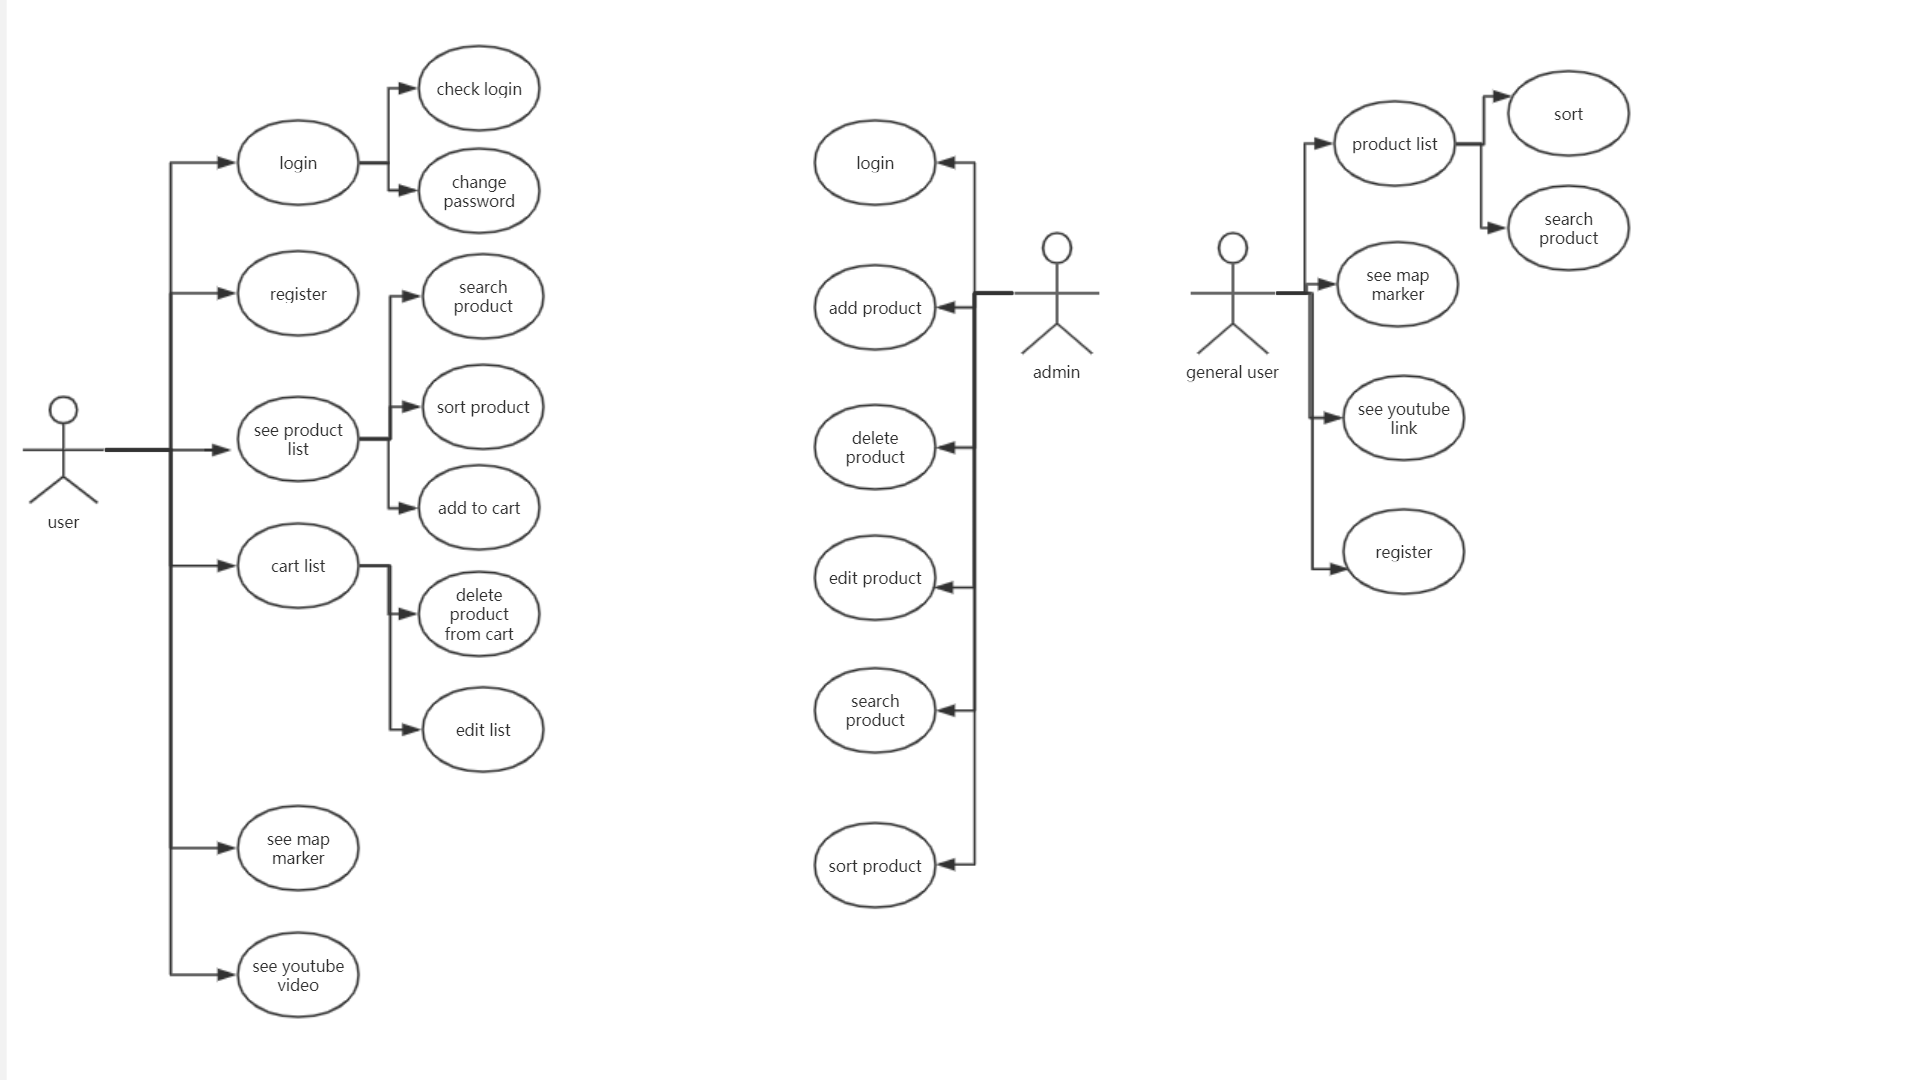 check login
login
change
password
register
search
product
sort product
see product
list
add to cart
user
cart list
delete
product
from cart
edit list
see map
marker
see youtube
video
login
add product
admin
delete
product
edit product
search
product
sort product
general user
product list
sort
search
product
see map
marker
see youtube
link
register